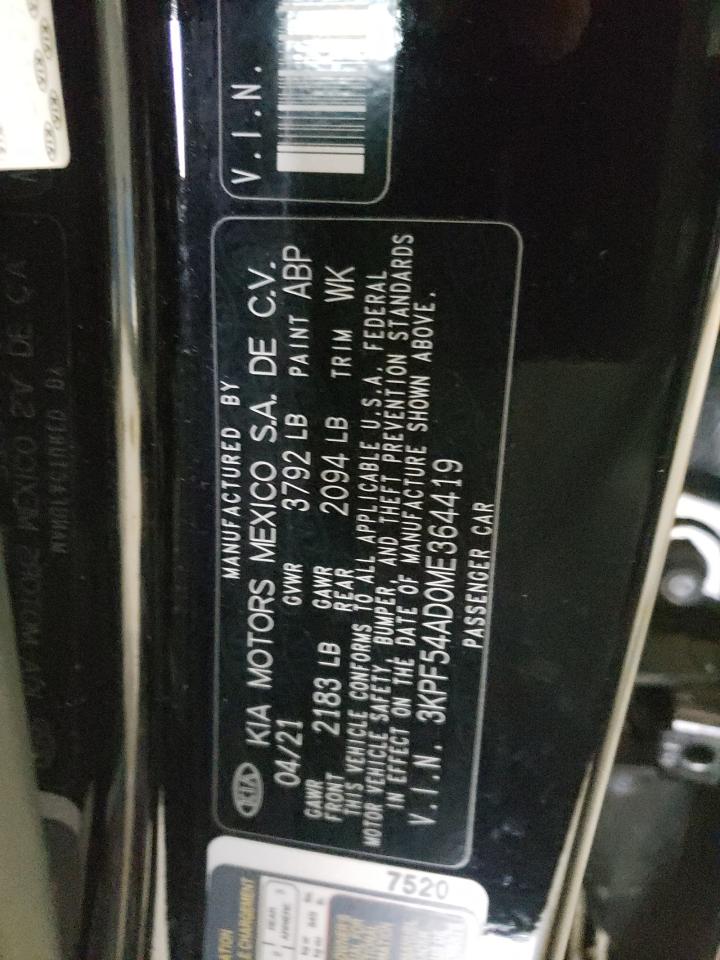 V.I.N.
MANUFACTURED BY
KIA KIA MOTORS MEXICO S.A. DE C.V.
04/21 GVWR 3792 LB PAINT ABP
GAWR FRONT 2183 LB GAWR REAR 2094 LB TRIM WK
THIS VEHICLE CONFORMS TO ALL APPLICABLE U.S.A. FEDERAL
MOTOR VEHICLE SAFETY, BUMPER, AND THEFT PREVENTION STANDARDS
IN EFFECT ON THE DATE OF MANUFACTURE SHOWN ABOVE.
V.I.N. 3KPF54AD0ME364419
PASSENGER CAR
7520